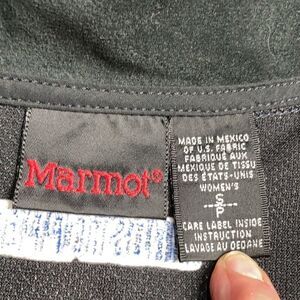 Marmot®
MADE IN MEXICO
OF U.S. FABRIC
FABRIQUÉ AUX
MEXIQUE DE TISSU
DES ÉTATS-UNIS
WOMEN'S
S
P
CARE LABEL INSIDE
INSTRUCTION
LAVAGE AU DEDANS